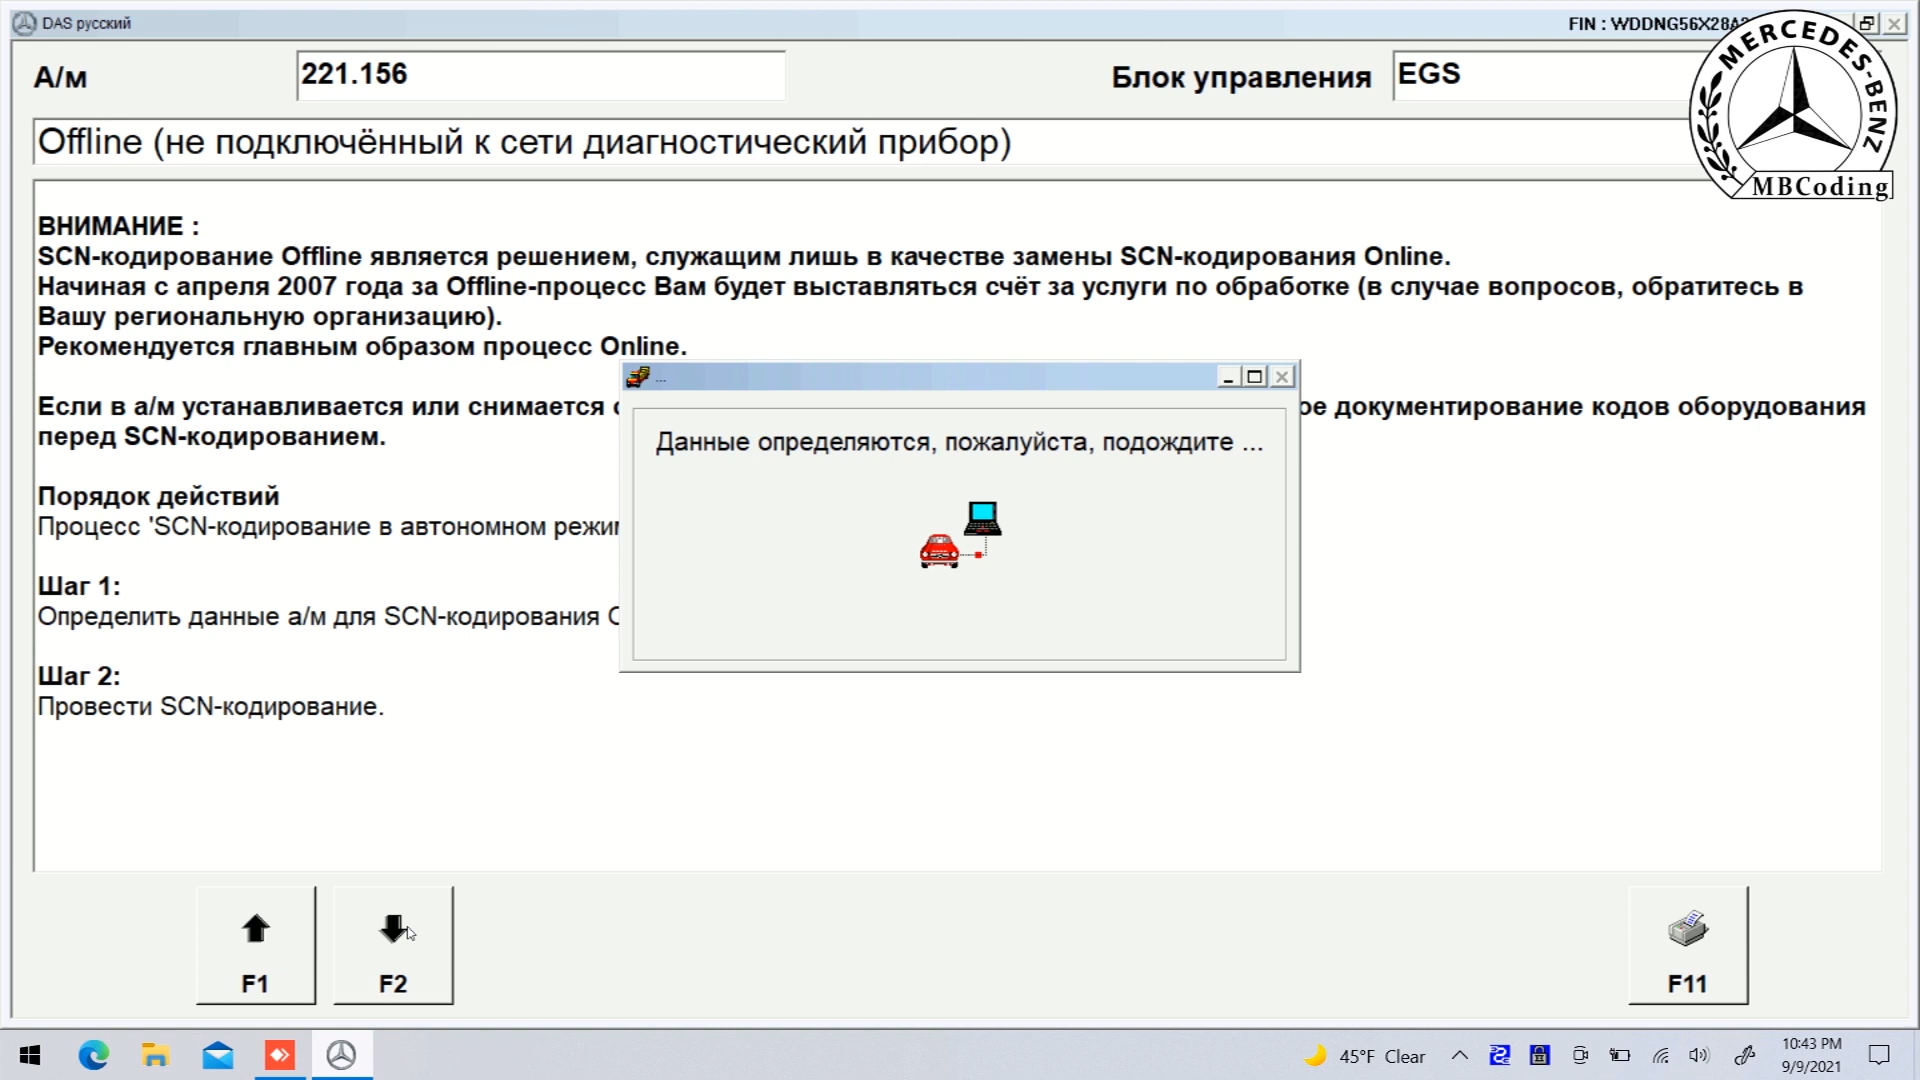 DAS русский
FIN : WDDNG56X28A
MERCEDES-BENZ
MBCoding
А/м
221.156
Блок управления
EGS
Offline (не подключённый к сети диагностический прибор)
ВНИМАНИЕ :
SCN-кодирование Offline является решением, служащим лишь в качестве замены SCN-кодирования Online.
Начиная с апреля 2007 года за Offline-процесс Вам будет выставляться счёт за услуги по обработке (в случае вопросов, обратитесь в
Вашу региональную организацию).
Рекомендуется главным образом процесс Online.
Если в а/м устанавливается или снимается
документирование кодов оборудования
перед SCN-кодированием.
Порядок действий
Процесс 'SCN-кодирование в автономном
Шаг 1:
Определить данные а/м для SCN-кодирования
Шаг 2:
Провести SCN-кодирование.
...
Данные определяются, пожалуйста, подождите ...
F1
F2
F11
45°F Clear
10:43 PM
9/9/2021